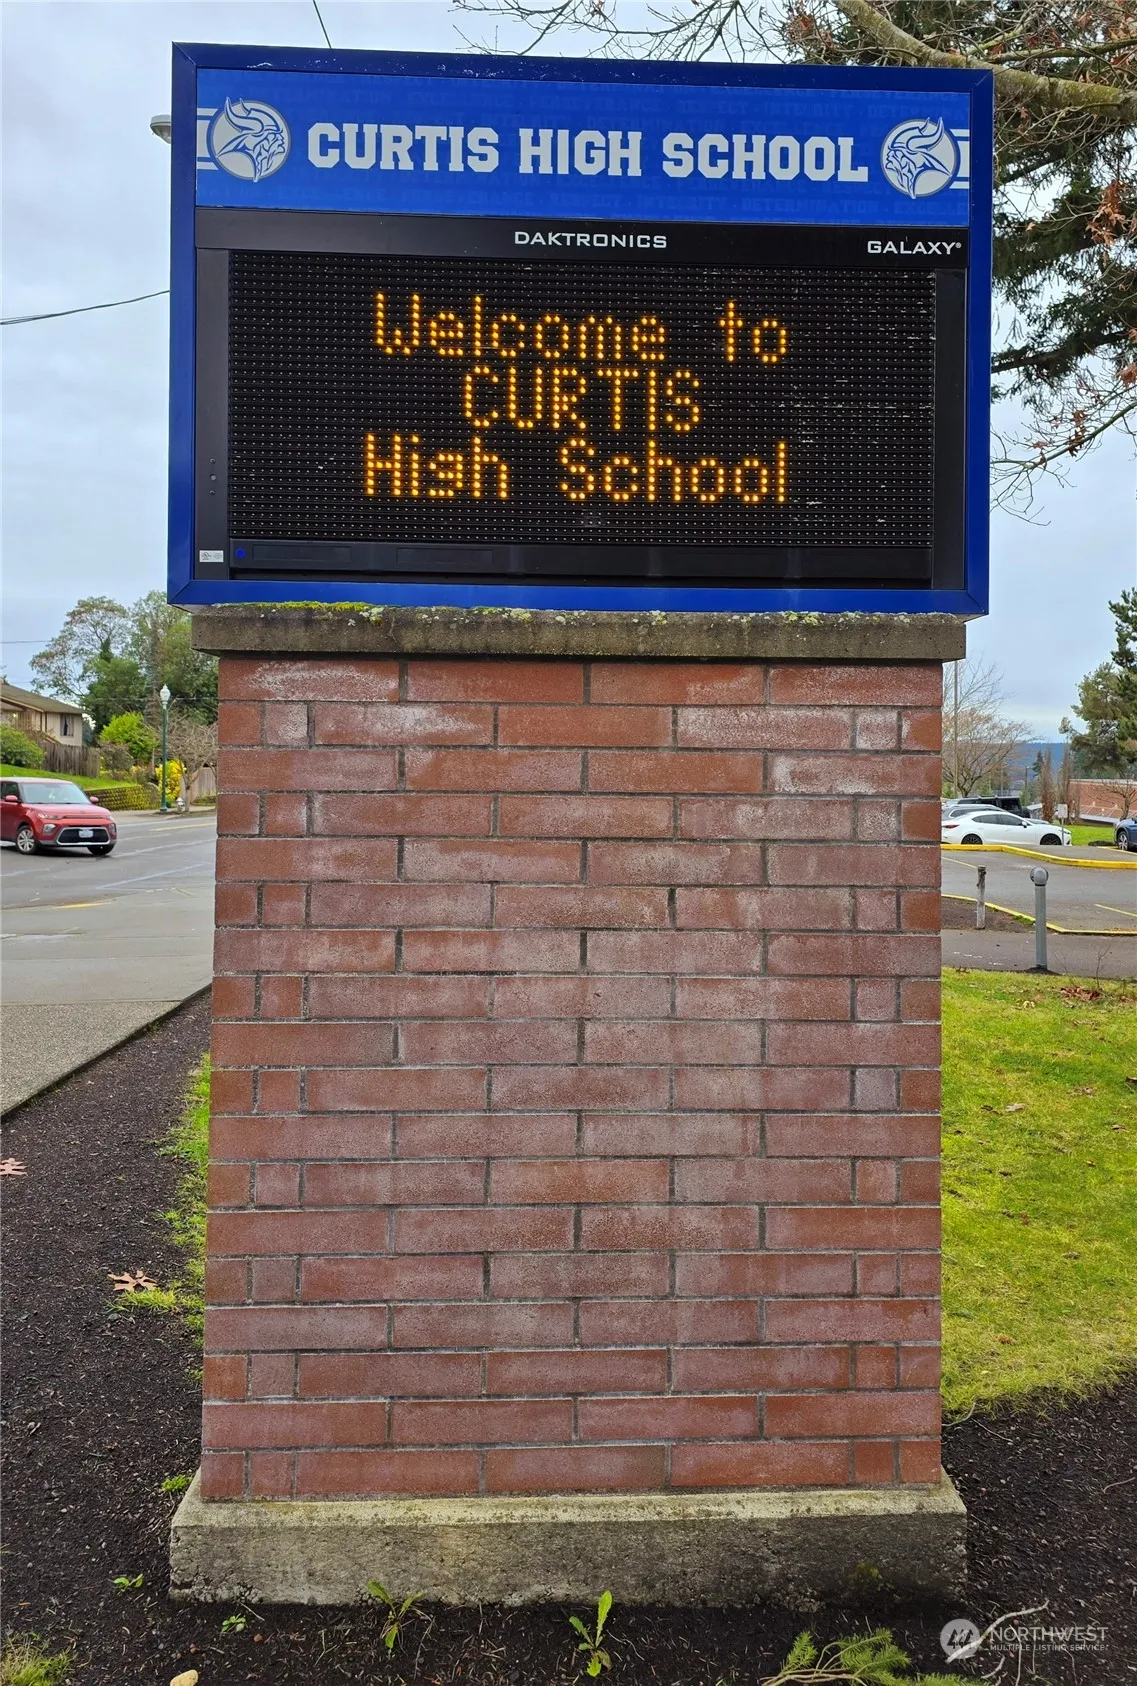 CURTIS HIGH SCHOOL
DAKTRONICS
GALAXY®
Welcome to
CURTIS
High School
NORTHWEST
MULTIPLE LISTING SERVICE®